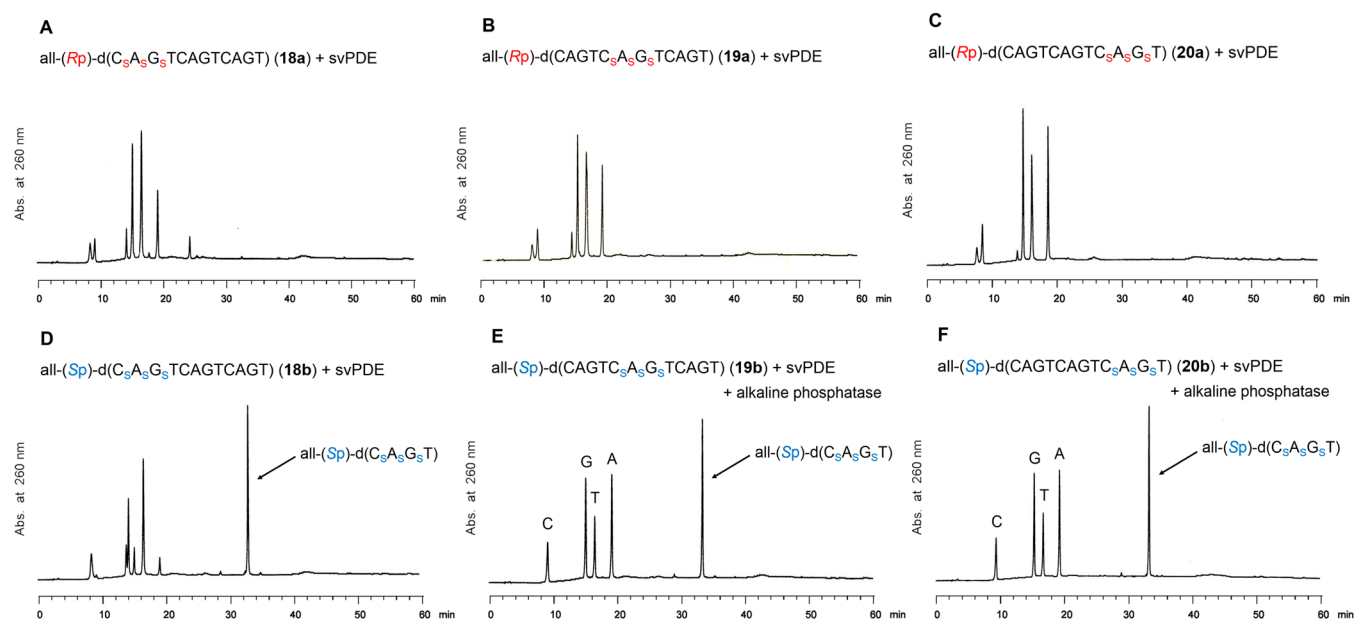 A
all-(Rp)-d(CsAsGsTCAGTCAGT) (18a) + svPDE
Abs. at 260 nm
0 10 20 30 40 50 60 min
B
all-(Rp)-d(CAGTCsAsGsTCAGT) (19a) + svPDE
Abs. at 260 nm
0 10 20 30 40 50 60 min
C
all-(Rp)-d(CAGTCAGTCsAsGsT) (20a) + svPDE
Abs. at 260 nm
0 10 20 30 40 50 60 min
D
all-(Sp)-d(CsAsGsTCAGTCAGT) (18b) + svPDE
all-(Sp)-d(CsAsGsT)
Abs. at 260 nm
0 10 20 30 40 50 60 min
E
all-(Sp)-d(CAGTCsAsGsTCAGT) (19b) + svPDE
+ alkaline phosphatase
all-(Sp)-d(CsAsGsT)
G A
T
C
Abs. at 260 nm
0 10 20 30 40 50 60 min
F
all-(Sp)-d(CAGTCAGTCsAsGsT) (20b) + svPDE
+ alkaline phosphatase
all-(Sp)-d(CsAsGsT)
G A
T
C
Abs. at 260 nm
0 10 20 30 40 50 60 min